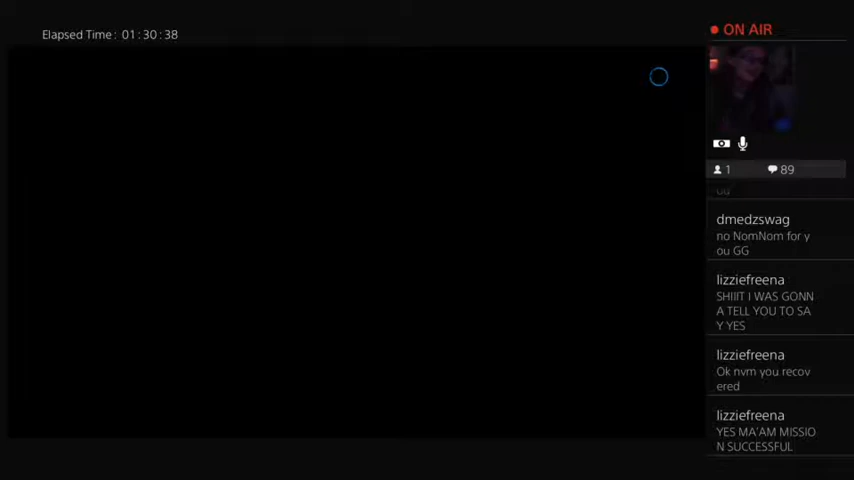 Elapsed Time: 01:30:38
ON AIR
1
89
ou
dmedzswag
no NomNom for y
ou GG
lizziefreena
SHIIIT I WAS GONN
A TELL YOU TO SA
Y YES
lizziefreena
Ok nvm you recov
ered
lizziefreena
YES MA'AM MISSIO
N SUCCESSFUL